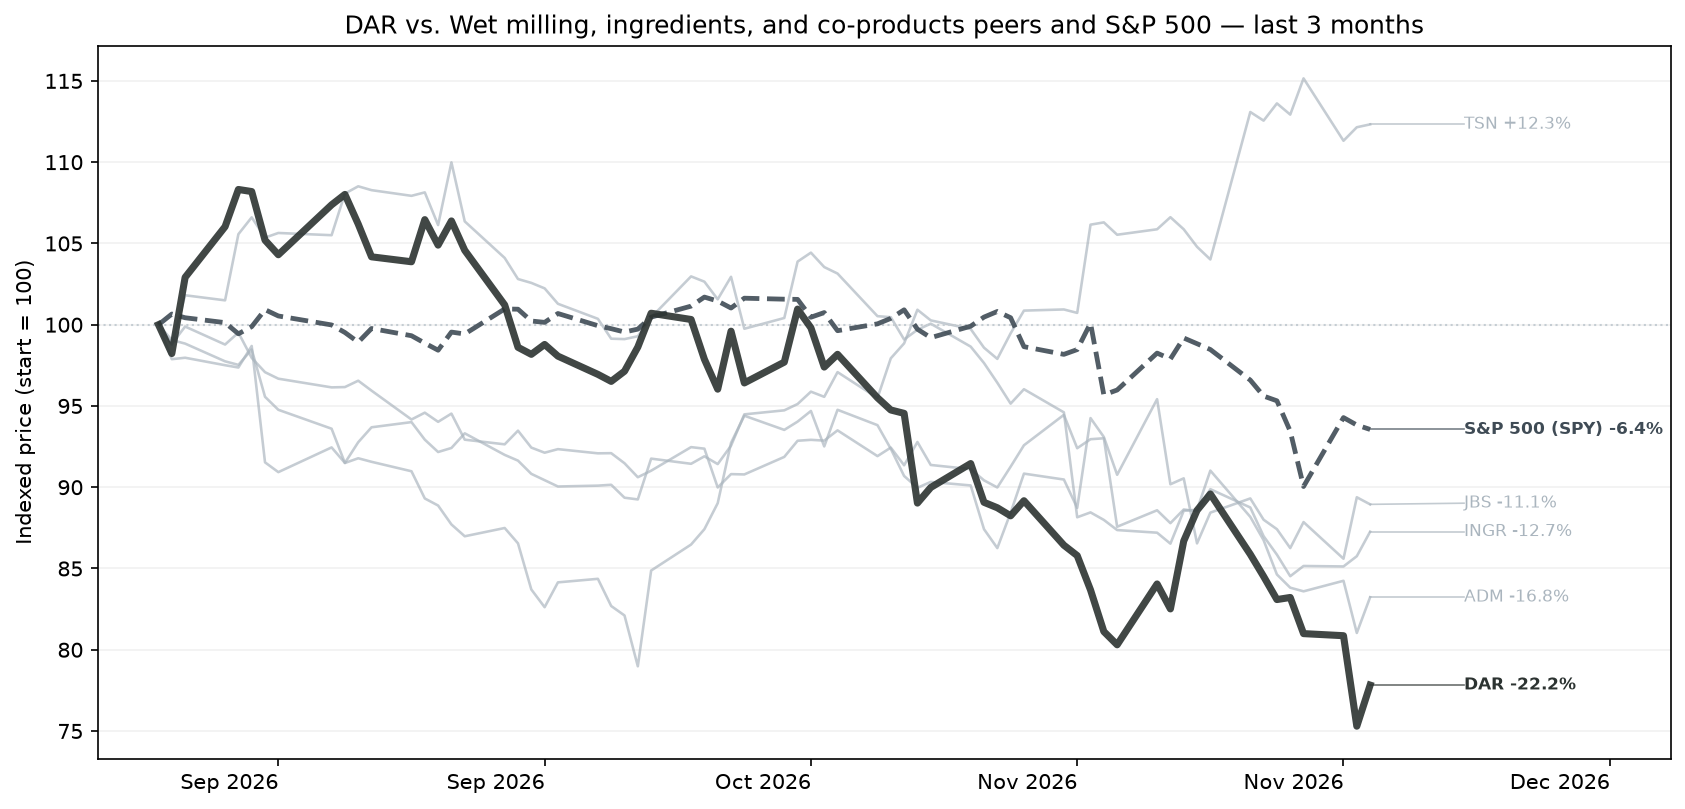 DAR vs. Wet milling, ingredients, and co-products peers and S&P 500 — last 3 months
Indexed price (start = 100)
115
110
105
100
95
90
85
80
75
TSN +12.3%
S&P 500 (SPY) -6.4%
JBS -11.1%
INGR -12.7%
ADM -16.8%
DAR -22.2%
Sep 2026
Sep 2026
Oct 2026
Nov 2026
Nov 2026
Dec 2026